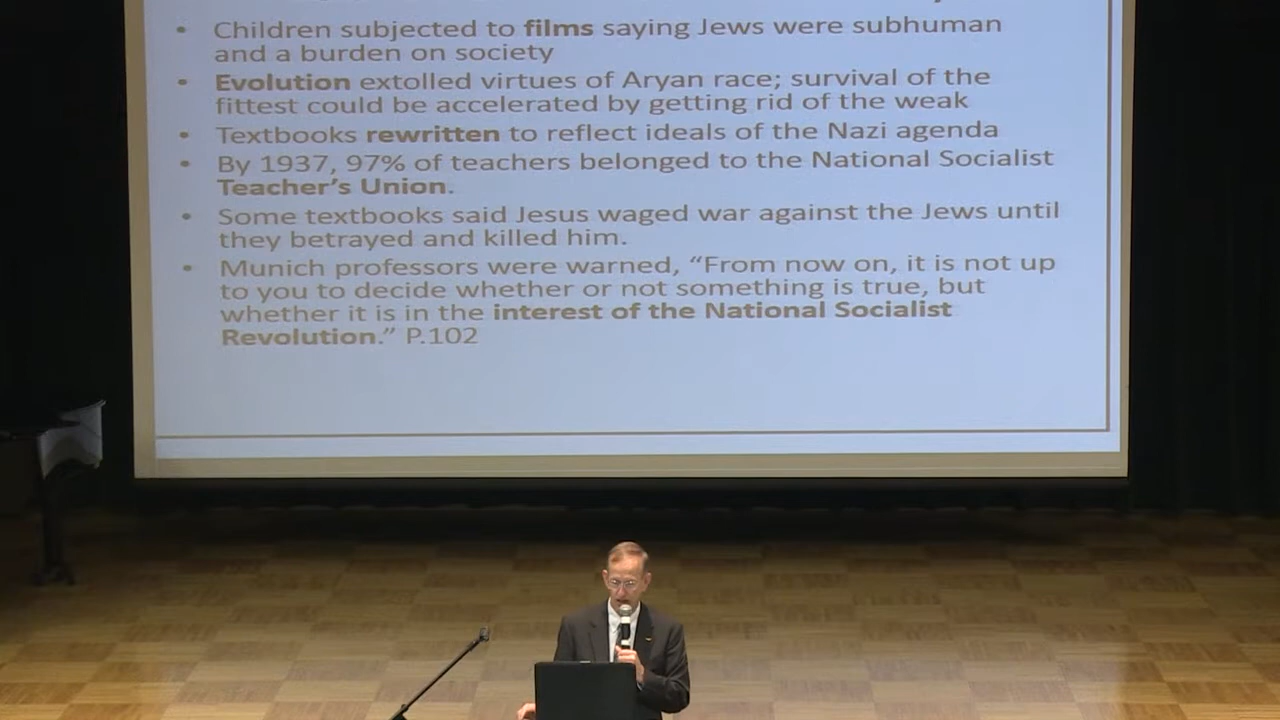 • Children subjected to films saying Jews were subhuman
and a burden on society
• Evolution extolled virtues of Aryan race; survival of the
fittest could be accelerated by getting rid of the weak
• Textbooks rewritten to reflect ideals of the Nazi agenda
• By 1937, 97% of teachers belonged to the National Socialist
Teacher's Union.
• Some textbooks said Jesus waged war against the Jews until
they betrayed and killed him.
• Munich professors were warned, “From now on, it is not up
to you to decide whether or not something is true, but
whether it is in the interest of the National Socialist
Revolution.” P.102